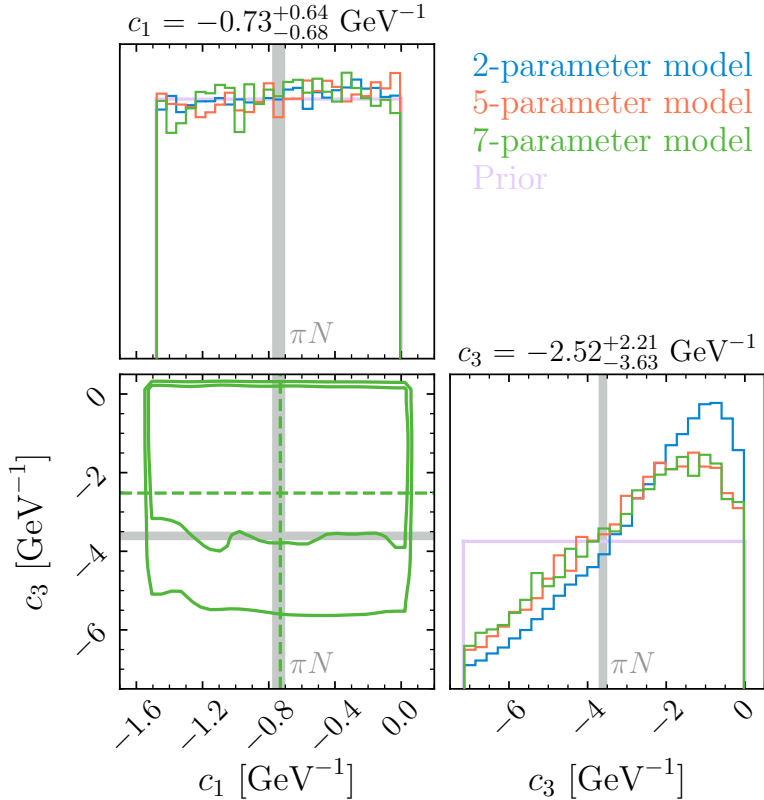 c₁ = −0.73⁺⁰·⁶⁴₋₀.₆₈ GeV⁻¹
2-parameter model
5-parameter model
7-parameter model
Prior
πN
c₃ = −2.52⁺²·²¹₋₃.₆₃ GeV⁻¹
0
−2
−4
−6
c₃ [GeV⁻¹]
πN
πN
−1.6 −1.2 −0.8 −0.4 0.0
−6 −4 −2 0
c₁ [GeV⁻¹]
c₃ [GeV⁻¹]